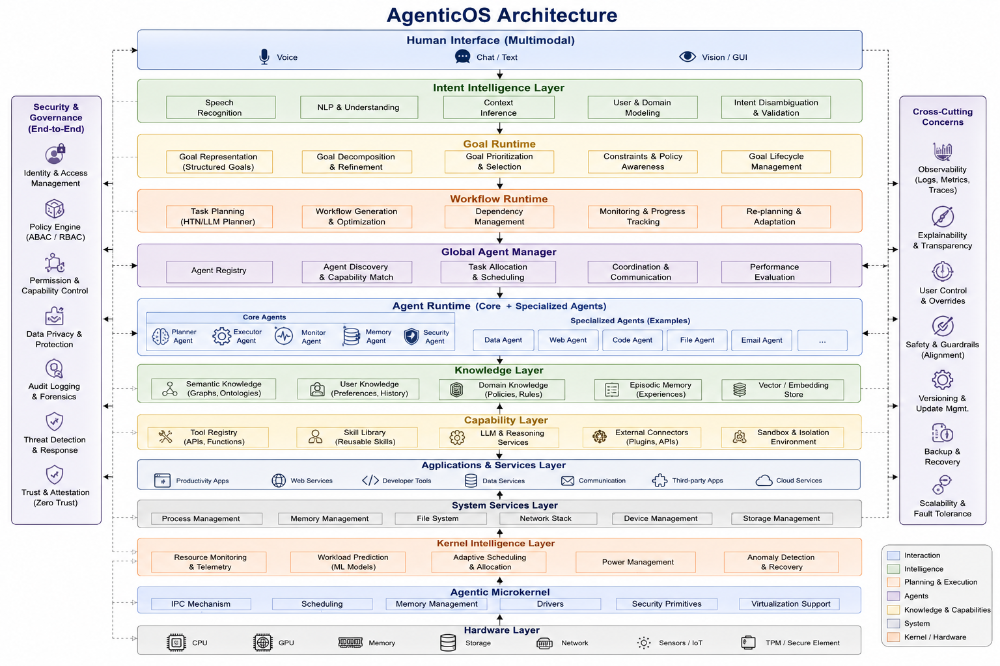 AgenticOS Architecture
Human Interface (Multimodal)
Voice
Chat / Text
Vision / GUI
Intent Intelligence Layer
Speech
Recognition
NLP & Understanding
Context
Inference
User & Domain
Modeling
Intent Disambiguation
& Validation
Goal Runtime
Goal Representation
(Structured Goals)
Goal Decomposition
& Refinement
Goal Prioritization
& Selection
Constraints & Policy
Awareness
Goal Lifecycle
Management
Workflow Runtime
Task Planning
(HTN/LLM Planner)
Workflow Generation
& Optimization
Dependency
Management
Monitoring & Progress
Tracking
Re-planning &
Adaptation
Global Agent Manager
Agent Registry
Agent Discovery
& Capability Match
Task Allocation
& Scheduling
Coordination &
Communication
Performance
Evaluation
Agent Runtime (Core + Specialized Agents)
Core Agents
Planner
Agent
Executor
Agent
Monitor
Agent
Memory
Agent
Security
Agent
Specialized Agents (Examples)
Data Agent
Web Agent
Code Agent
File Agent
Email Agent
...
Knowledge Layer
Semantic Knowledge
(Graphs, Ontologies)
User Knowledge
(Preferences, History)
Domain Knowledge
(Policies, Rules)
Episodic Memory
(Experiences)
Vector / Embedding
Store
Capability Layer
Tool Registry
(APIs, Functions)
Skill Library
(Reusable Skills)
LLM & Reasoning
Services
External Connectors
(Plugins, APIs)
Sandbox & Isolation
Environment
Applications & Services Layer
Productivity Apps
Web Services
Developer Tools
Data Services
Communication
Third-party Apps
Cloud Services
System Services Layer
Process Management
Memory Management
File System
Network Stack
Device Management
Storage Management
Kernel Intelligence Layer
Resource Monitoring
& Telemetry
Workload Prediction
(ML Models)
Adaptive Scheduling
& Allocation
Power Management
Anomaly Detection
& Recovery
Agentic Microkernel
IPC Mechanism
Scheduling
Memory Management
Drivers
Security Primitives
Virtualization Support
Hardware Layer
CPU
GPU
Memory
Storage
Network
Sensors / IoT
TPM / Secure Element
Security &
Governance
(End-to-End)
Identity & Access
Management
Policy Engine
(ABAC / RBAC)
Permission &
Capability Control
Data Privacy &
Protection
Audit Logging
& Forensics
Threat Detection
& Response
Trust & Attestation
(Zero Trust)
Cross-Cutting
Concerns
Observability
(Logs, Metrics,
Traces)
Explainability
& Transparency
User Control
& Overrides
Safety & Guardrails
(Alignment)
Versioning &
Update Mgmt.
Backup &
Recovery
Scalability &
Fault Tolerance
Interaction
Intelligence
Planning & Execution
Agents
Knowledge & Capabilities
System
Kernel / Hardware